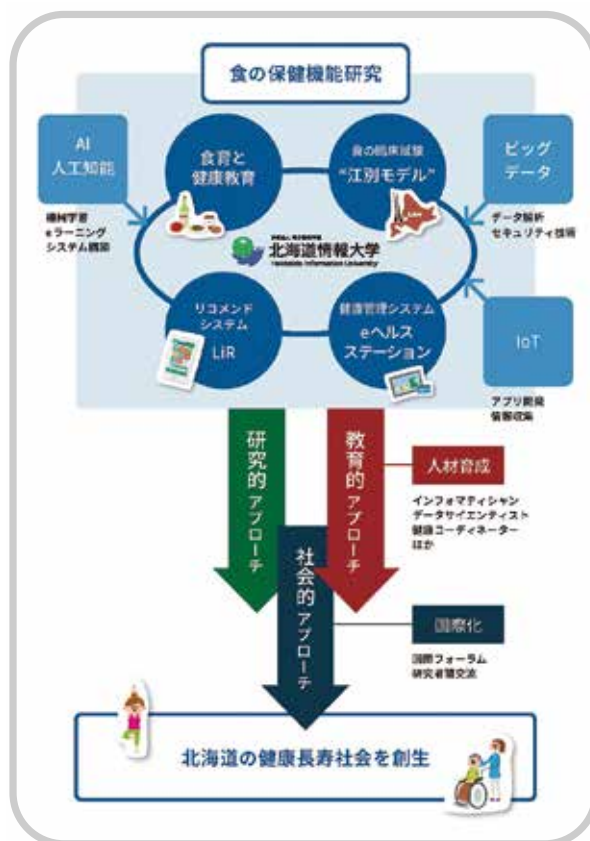 食の保健機能研究
AI
人工知能
機械学習
eラーニング
システム構築
食育と
健康教育
食の臨床試験
“江別モデル”
ビッグ
データ
データ解析
セキュリティ技術
北海道情報大学
Hokkaido Information University
リコメンド
システム
LiR
健康管理システム
eヘルス
ステーション
IoT
アプリ開発
情報収集
研究的アプローチ
教育的アプローチ
人材育成
インフォマティシャン
データサイエンティスト
健康コーディネーター
ほか
社会的アプローチ
国際化
国際フォーラム
研究者間交流
北海道の健康長寿社会を創生